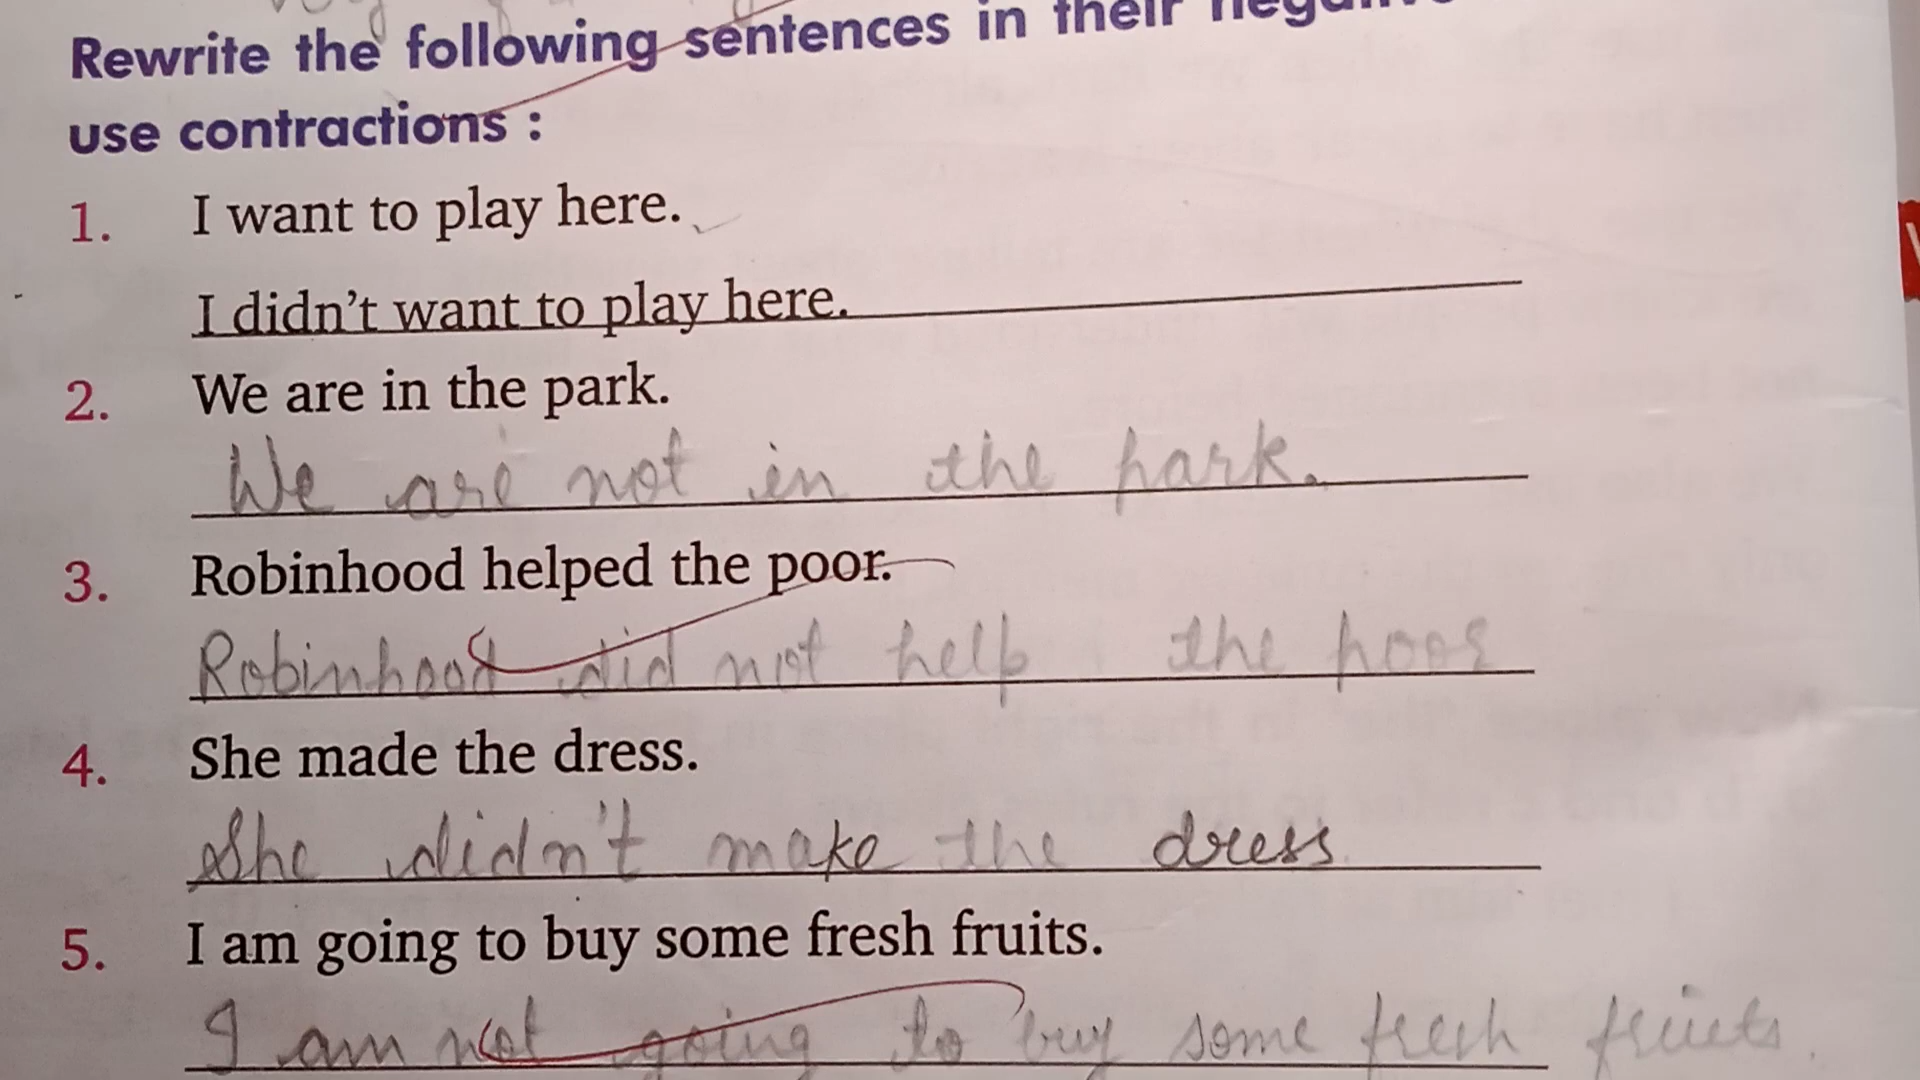 Rewrite the following sentences in their
use contractions :
1. I want to play here.
I didn't want to play here.
2. We are in the park.
We are not in the park.
3. Robinhood helped the poor.
Robinhood did not help the poor
4. She made the dress.
She didn't make the dress.
5. I am going to buy some fresh fruits.
I am not going to buy some fresh fruits.